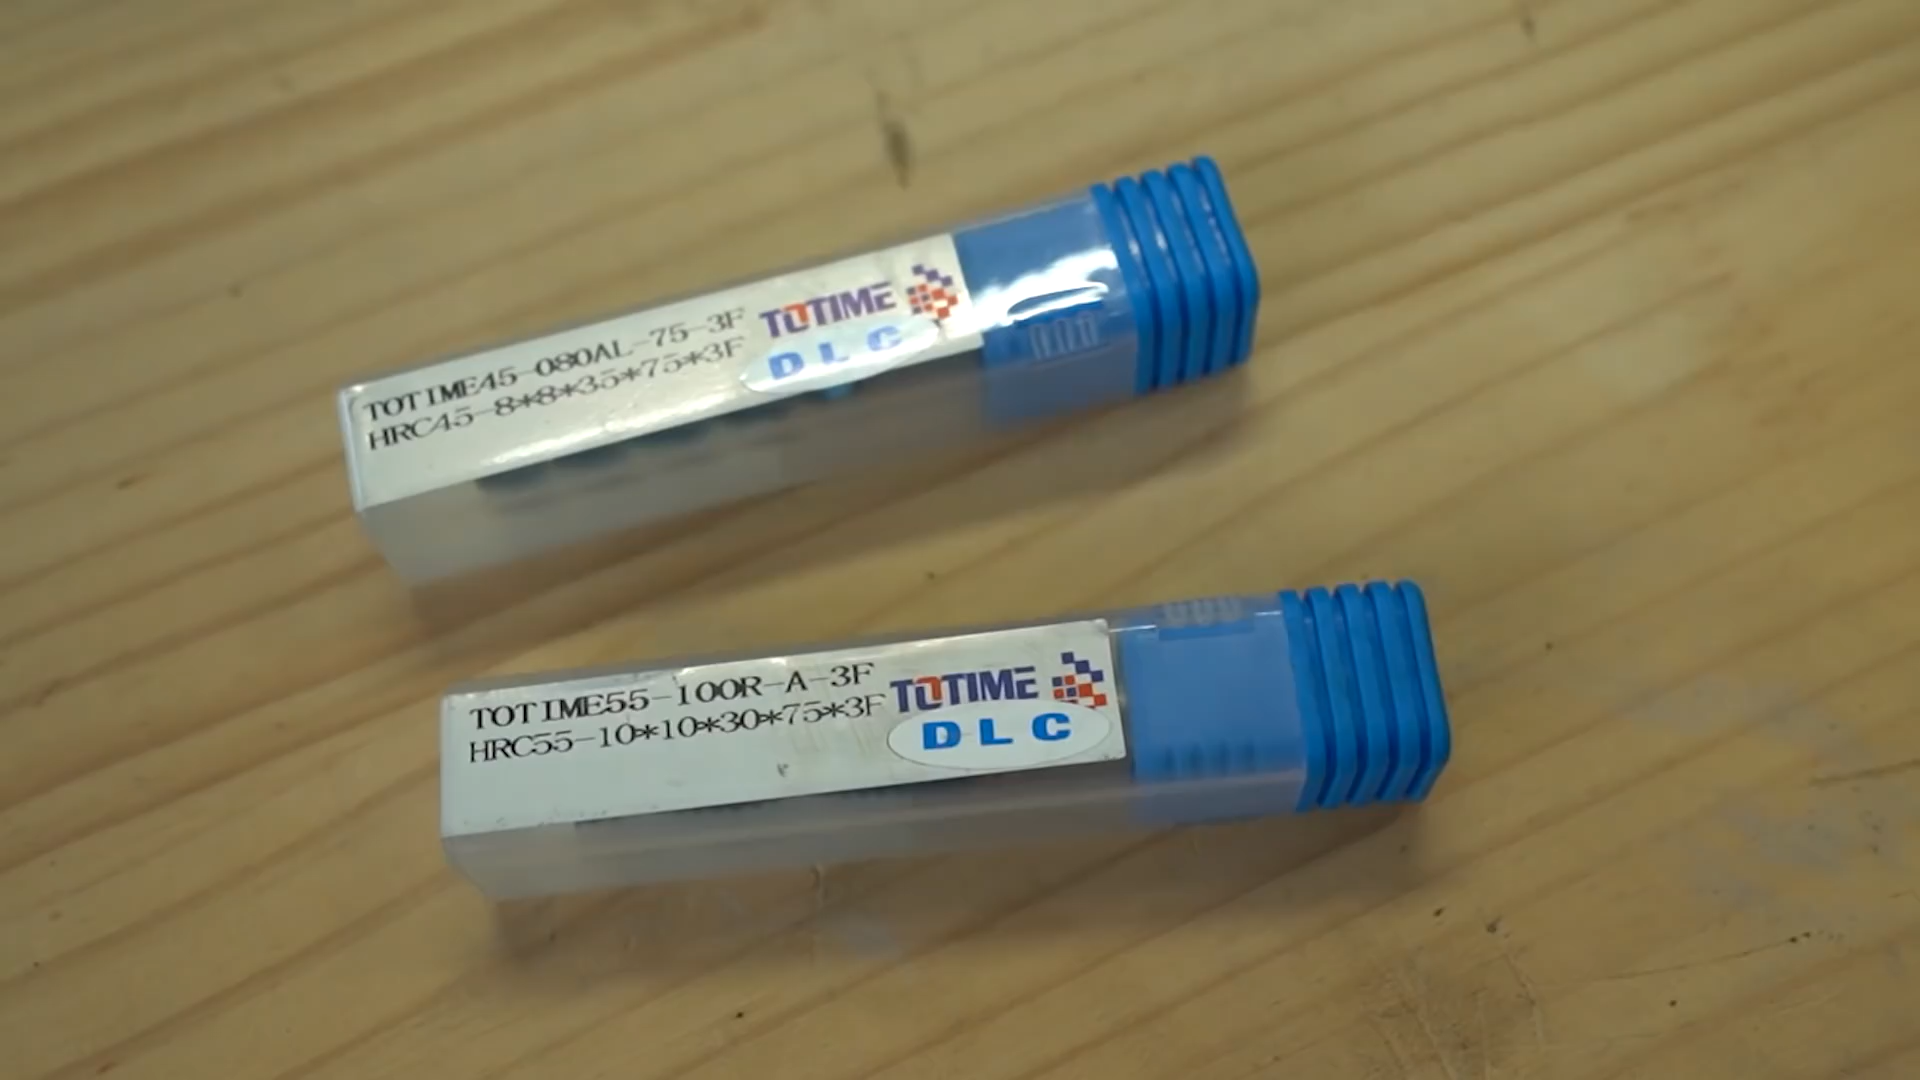 TOTIME45-080AL-75-3F
HRC45-8*8*35*75*3F
TOTIME
DLC
TOTIME55-100R-A-3F
HRC55-10*10*30*75*3F
TOTIME
DLC